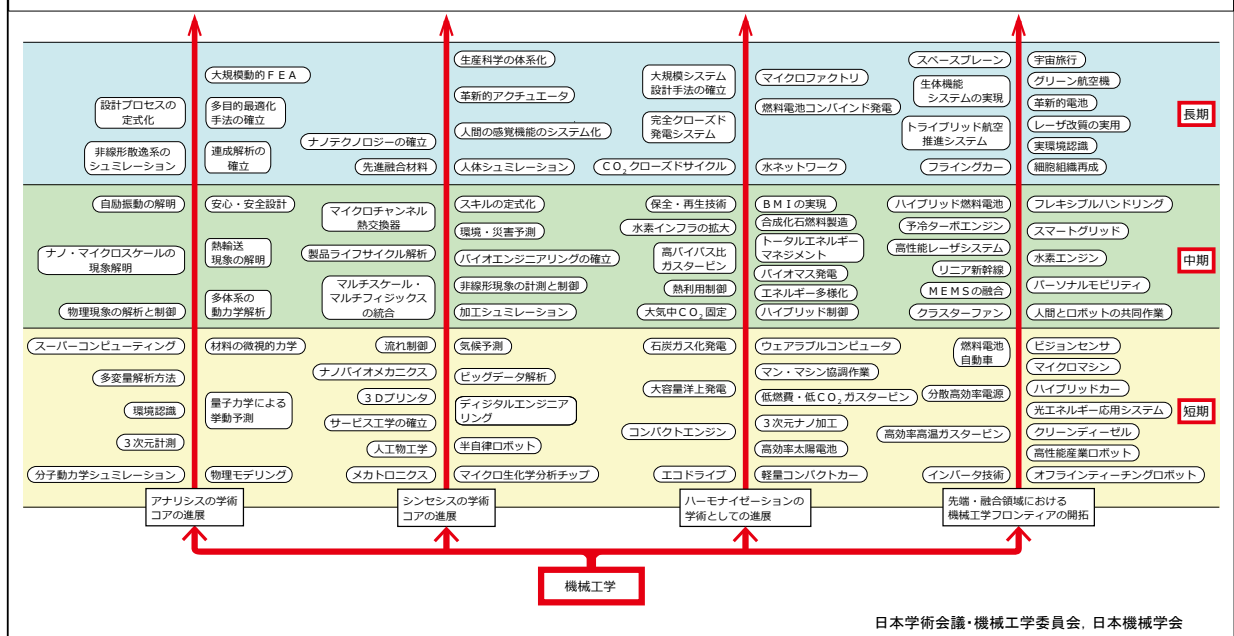 大規模動的ＦＥＡ
設計プロセスの
定式化
多目的最適化
手法の確立
非線形散逸系の
シュミレーション
連成解析の
確立
ナノテクノロジーの確立
先進融合材料
生産科学の体系化
革新的アクチュエータ
人間の感覚機能のシステム化
人体シュミレーション
大規模システム
設計手法の確立
完全クローズド
発電システム
ＣＯ₂クローズドサイクル
マイクロファクトリ
燃料電池コンバインド発電
水ネットワーク
スペースプレーン
生体機能
システムの実現
トライブリッド航空
推進システム
フライングカー
宇宙旅行
グリーン航空機
革新的電池
レーザ改質の実用
実環境認識
細胞組織再成
長期
自励振動の解明
ナノ・マイクロスケールの
現象解明
物理現象の解析と制御
安心・安全設計
熱輸送
現象の解明
多体系の
動力学解析
マイクロチャンネル
熱交換器
製品ライフサイクル解析
マルチスケール・
マルチフィジックス
の統合
スキルの定式化
環境・災害予測
バイオエンジニアリングの確立
非線形現象の計測と制御
加工シュミレーション
保全・再生技術
水素インフラの拡大
高バイパス比
ガスタービン
熱利用制御
大気中ＣＯ₂固定
ＢＭＩの実現
合成化石燃料製造
トータルエネルギー
マネジメント
バイオマス発電
エネルギー多様化
ハイブリッド制御
ハイブリッド燃料電池
予冷ターボエンジン
高性能レーザシステム
リニア新幹線
ＭＥＭＳの融合
クラスターファン
フレキシブルハンドリング
スマートグリッド
水素エンジン
パーソナルモビリティ
人間とロボットの共同作業
中期
スーパーコンピューティング
多変量解析方法
環境認識
３次元計測
分子動力学シュミレーション
材料の微視的力学
量子力学による
挙動予測
物理モデリング
流れ制御
ナノバイオメカニクス
３Ｄプリンタ
サービス工学の確立
人工物工学
メカトロニクス
気候予測
ビッグデータ解析
ディジタルエンジニア
リング
半自律ロボット
マイクロ生化学分析チップ
石炭ガス化発電
大容量洋上発電
コンパクトエンジン
エコドライブ
ウェアラブルコンピュータ
マン・マシン協調作業
低燃費・低ＣＯ₂ガスタービン
３次元ナノ加工
高効率太陽電池
軽量コンパクトカー
燃料電池
自動車
分散高効率電源
高効率高温ガスタービン
インバータ技術
ビジョンセンサ
マイクロマシン
ハイブリッドカー
光エネルギー応用システム
クリーンディーゼル
高性能産業ロボット
オフラインティーチングロボット
短期
アナリシスの学術
コアの進展
シンセシスの学術
コアの進展
ハーモナイゼーションの
学術としての進展
先端・融合領域における
機械工学フロンティアの開拓
機械工学
日本学術会議・機械工学委員会，日本機械学会